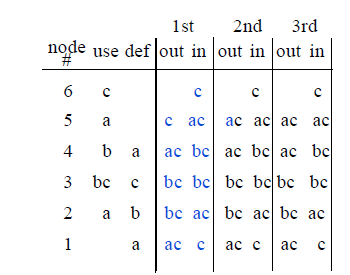 1st 2nd 3rd
node # use def out in out in out in
6 c c c c
5 a c ac ac ac ac ac
4 b a ac bc ac bc ac bc
3 bc c bc bc bc bc bc bc
2 a b bc ac bc ac bc ac
1 a ac c ac c ac c